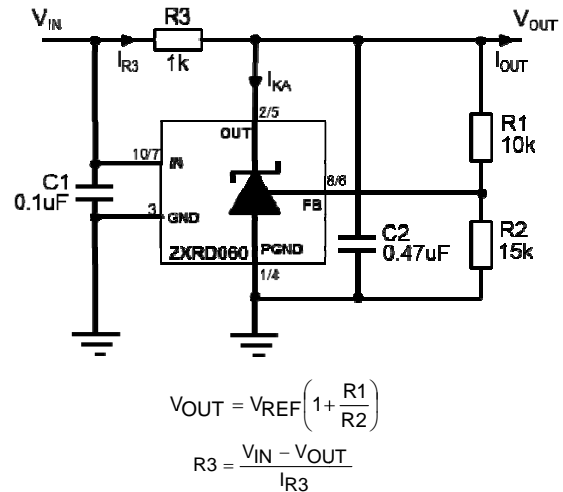 VIN
R3
1k
IR3
VOUT
IOUT
IKA
2/5
OUT
10/7
IN
R1
10k
8/6
FB
C1
0.1uF
3
GND
PGND
ZXRD060
1/4
C2
0.47uF
R2
15k
VOUT = VREF(1 + R1/R2)
R3 = (VIN − VOUT)/IR3